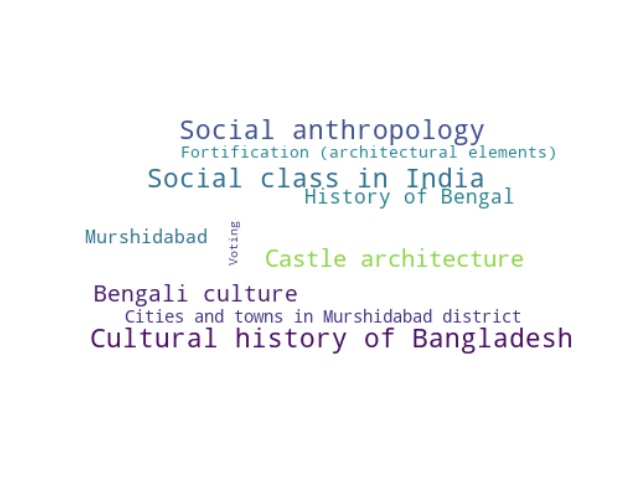 Social anthropology
Fortification (architectural elements)
Social class in India
History of Bengal
Murshidabad
Voting
Castle architecture
Bengali culture
Cities and towns in Murshidabad district
Cultural history of Bangladesh